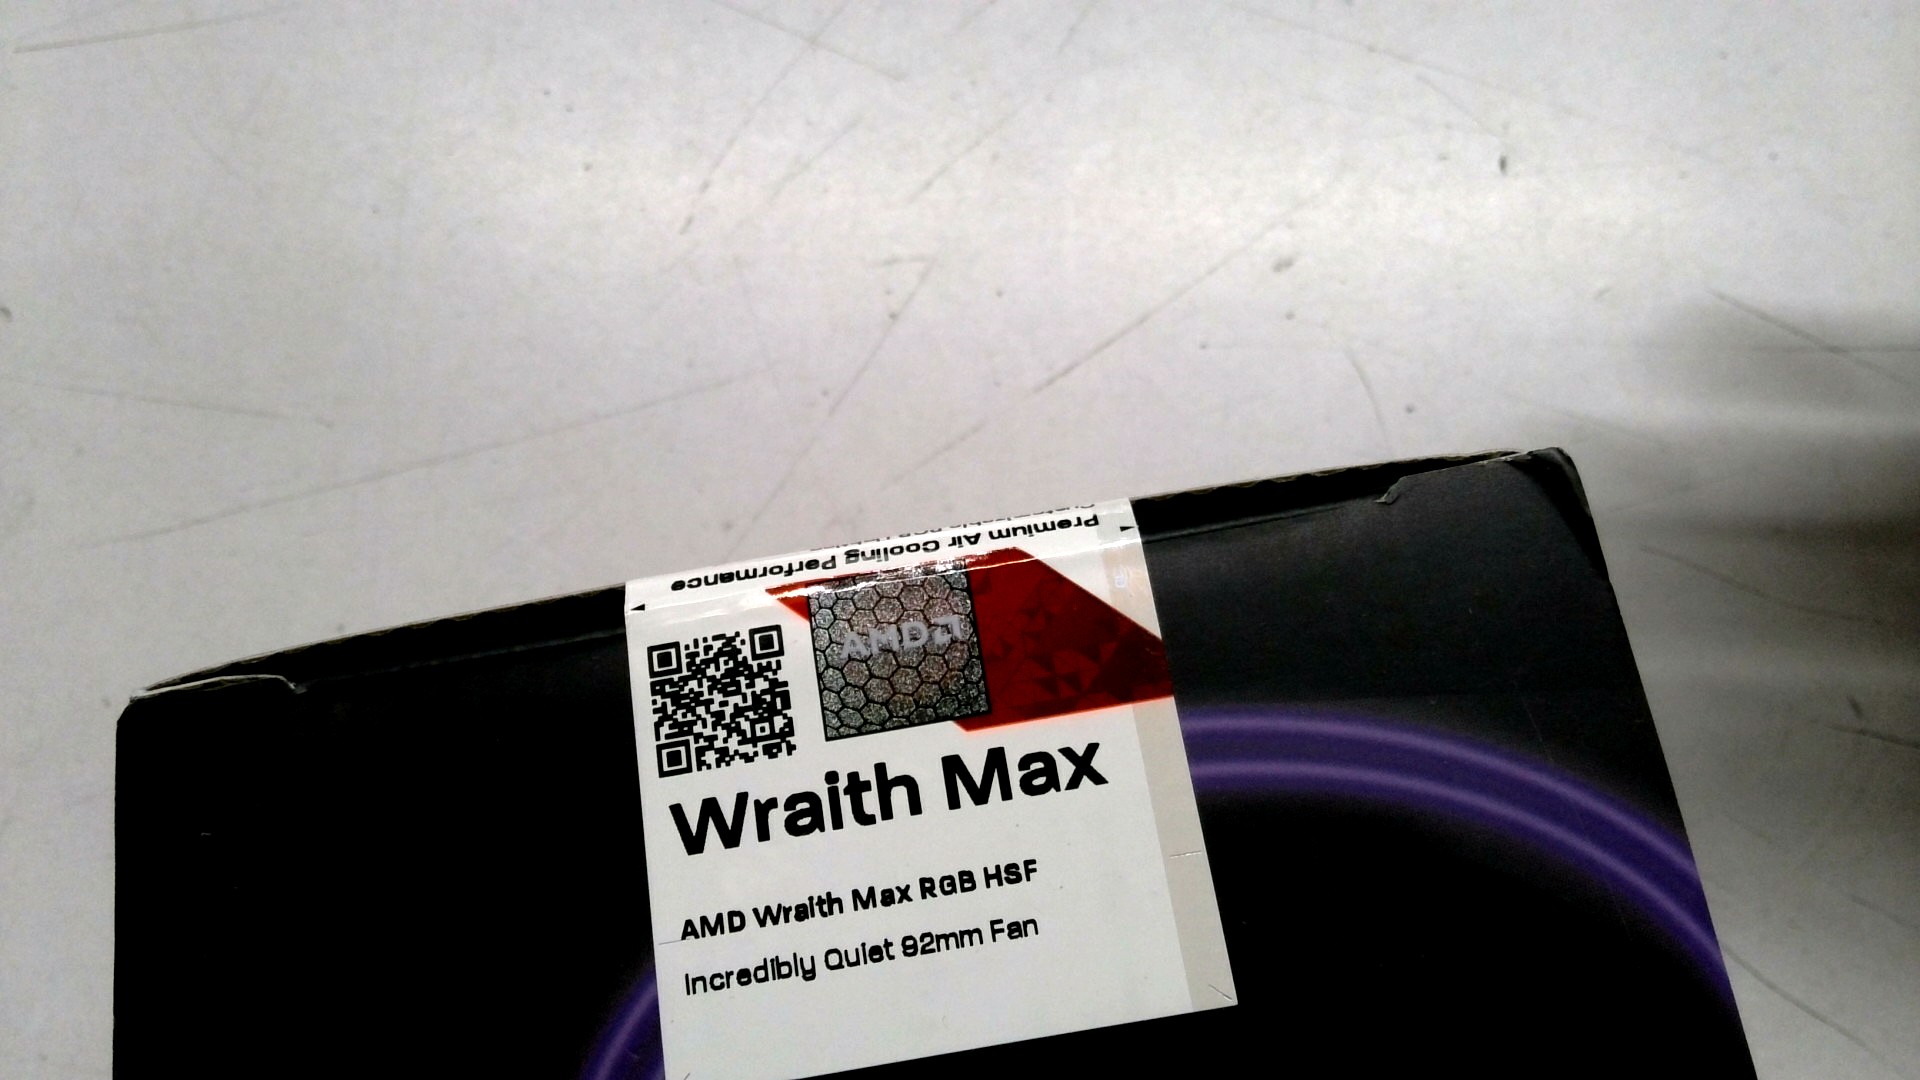 Premium Air Cooling Performance
AMD
Wraith Max
AMD Wraith Max RGB HSF
Incredibly Quiet 92mm Fan